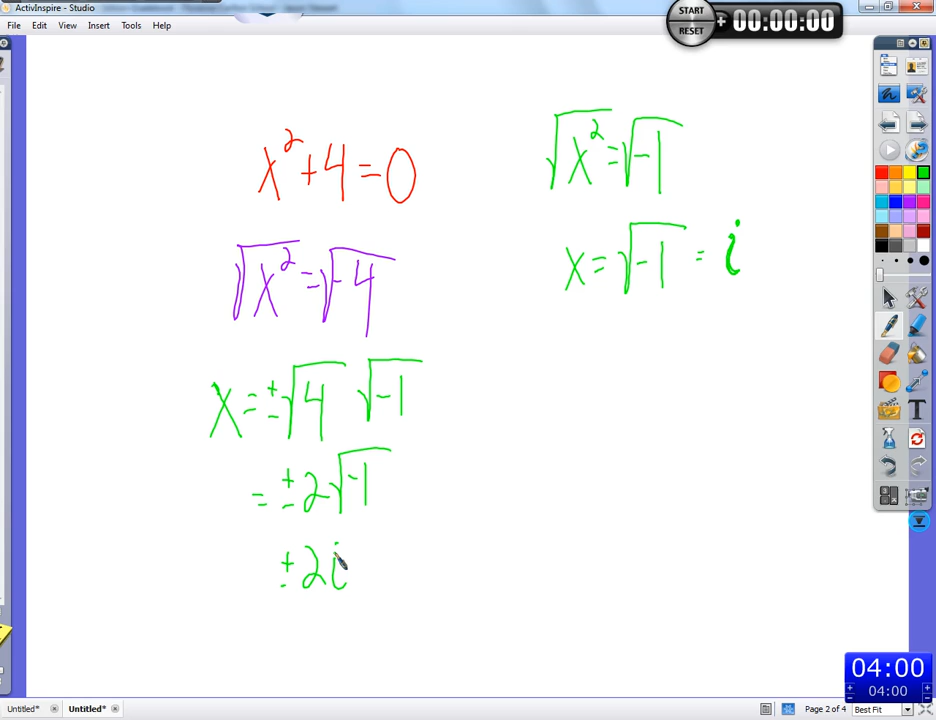 ActivInspire - Studio
File Edit View Insert Tools Help
START
RESET
00:00:00
x² + 4 = 0
√x² = √-4
x = ± √4 √-1
= ± 2√-1
± 2i
√x² = √-1
x = √-1 = i
04:00
04:00
Untitled* Untitled* Page 2 of 4 Best Fit